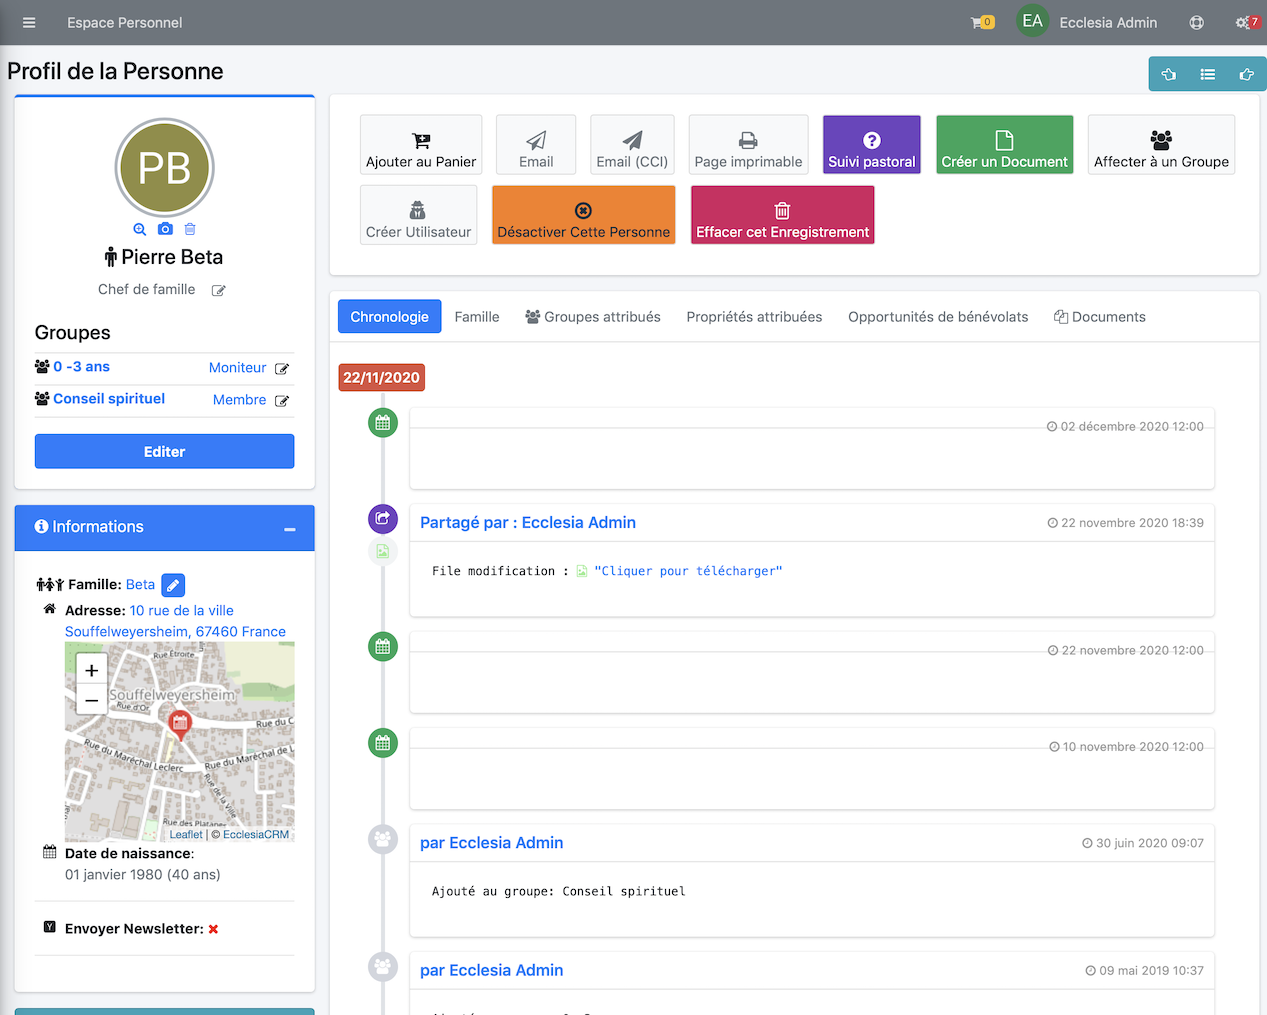 Espace Personnel
0
EA
Ecclesia Admin
7
Profil de la Personne
PB
Pierre Beta
Chef de famille
Groupes
0 -3 ans
Moniteur
Conseil spirituel
Membre
Editer
Informations
Famille: Beta
Adresse: 10 rue de la ville
Souffelweyersheim, 67460 France
+
−
Rue Etroite
Souffelweyersheim
Rue d'Or
Rue du C
Rue du Maréchal Leclerc
Rue du Maréchal de L
Rue de la Ville
Rue des Platanes
Leaflet | © EcclesiaCRM
Date de naissance:
01 janvier 1980 (40 ans)
Envoyer Newsletter:
Ajouter au Panier
Email
Email (CCI)
Page imprimable
Suivi pastoral
Créer un Document
Affecter à un Groupe
Créer Utilisateur
Désactiver Cette Personne
Effacer cet Enregistrement
Chronologie
Famille
Groupes attribués
Propriétés attribuées
Opportunités de bénévolats
Documents
22/11/2020
02 décembre 2020 12:00
Partagé par : Ecclesia Admin
22 novembre 2020 18:39
File modification : "Cliquer pour télécharger"
22 novembre 2020 12:00
10 novembre 2020 12:00
par Ecclesia Admin
30 juin 2020 09:07
Ajouté au groupe: Conseil spirituel
par Ecclesia Admin
09 mai 2019 10:37